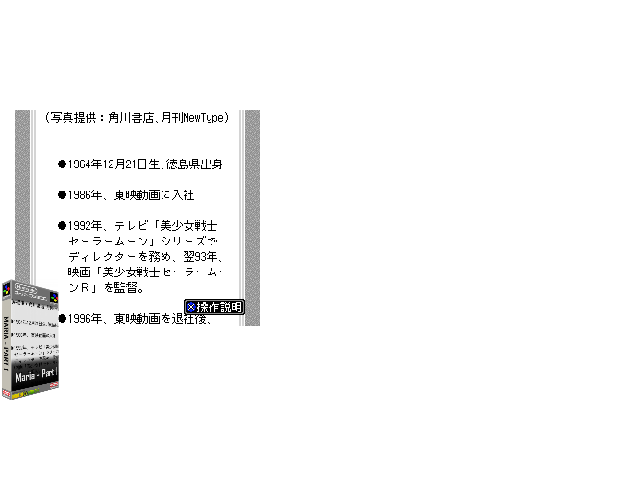 (写真提供：角川書店、月刊NewType)
●1964年12月21日生、徳島県出身
●1986年、東映動画に入社
●1992年、テレビ「美少女戦士
セーラームーン」シリーズで
ディレクターを務め、翌93年、
映画「美少女戦士セーラームー
ンR」を監督。
●1996年、東映動画を退社後、
操作説明
MARIA - PART I
Maria - Part I